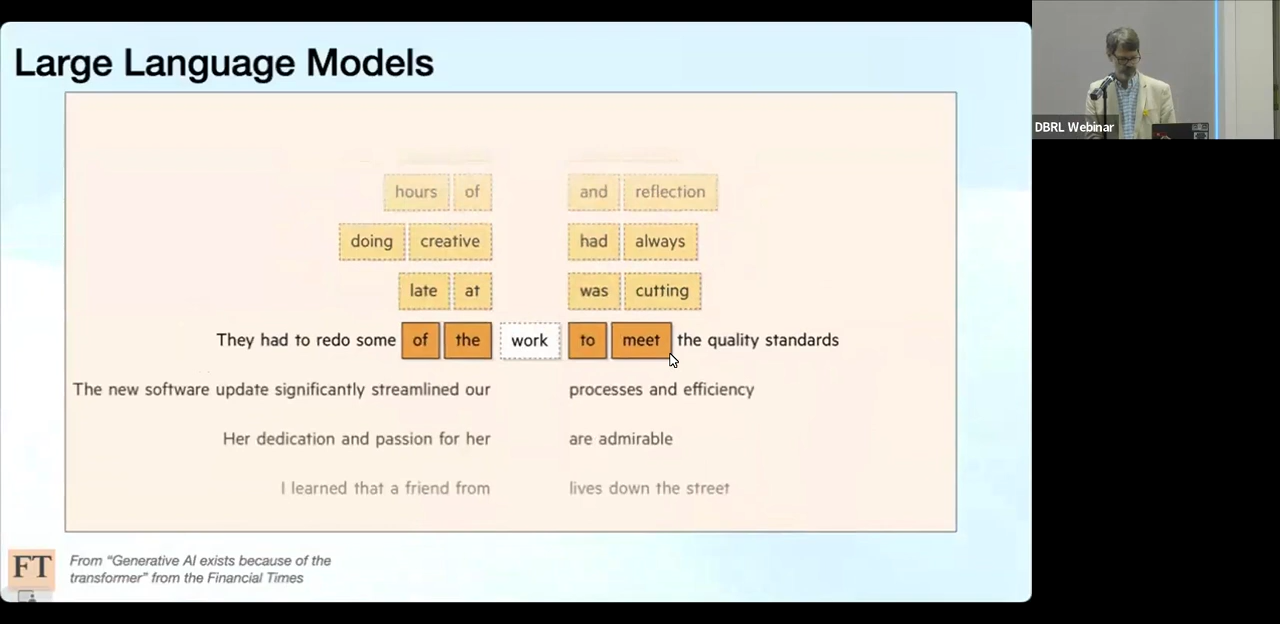 Large Language Models
DBRL Webinar
hours of and reflection
doing creative had always
late at was cutting
They had to redo some of the work to meet the quality standards
The new software update significantly streamlined our processes and efficiency
Her dedication and passion for her are admirable
I learned that a friend from lives down the street
FT
From “Generative AI exists because of the
transformer” from the Financial Times